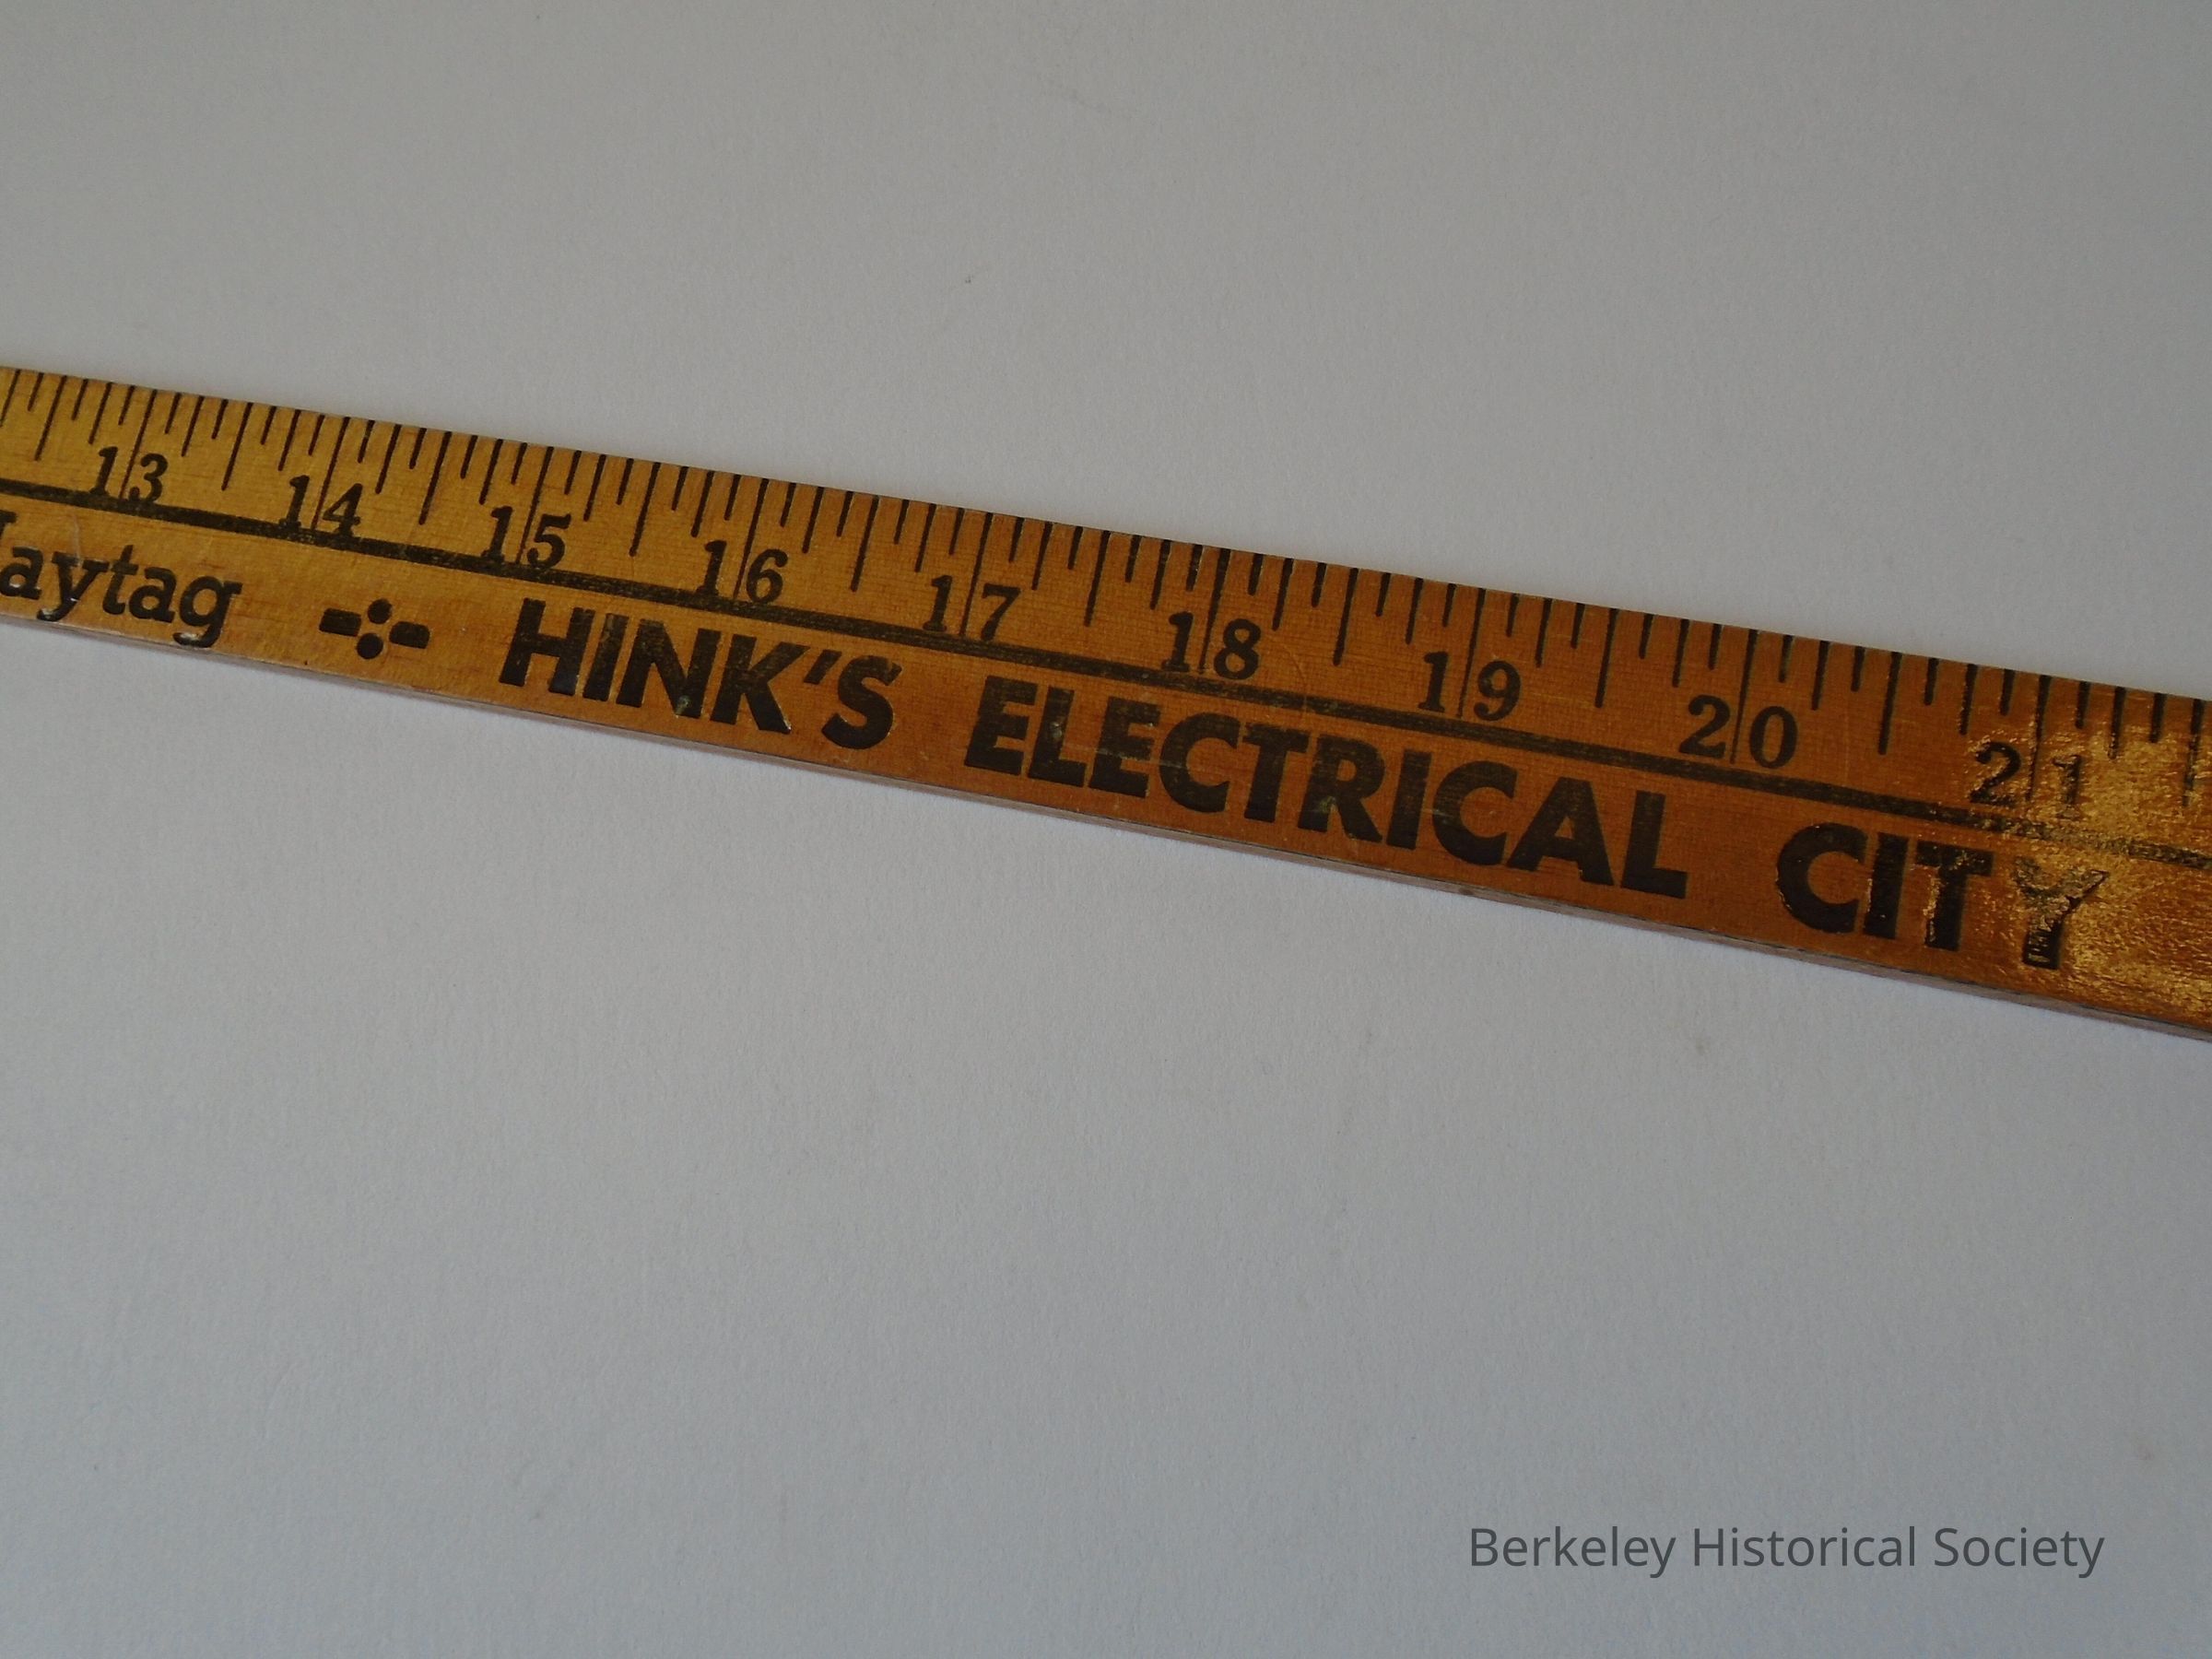 13 14 15 16 17 18 19 20 21
aytag HINK'S ELECTRICAL CITY
Berkeley Historical Society